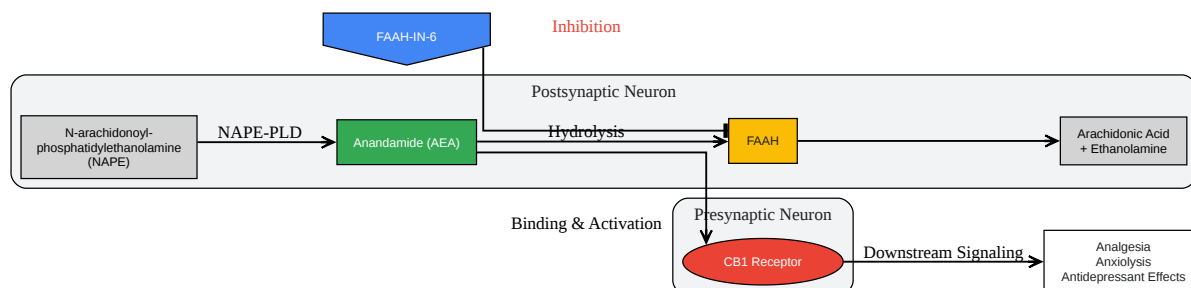 FAAH-IN-6
Inhibition
Postsynaptic Neuron
N-arachidonoyl-
phosphatidylethanolamine
(NAPE)
NAPE-PLD
Anandamide (AEA)
Hydrolysis
FAAH
Arachidonic Acid
+ Ethanolamine
Binding & Activation
Presynaptic Neuron
CB1 Receptor
Downstream Signaling
Analgesia
Anxiolysis
Antidepressant Effects